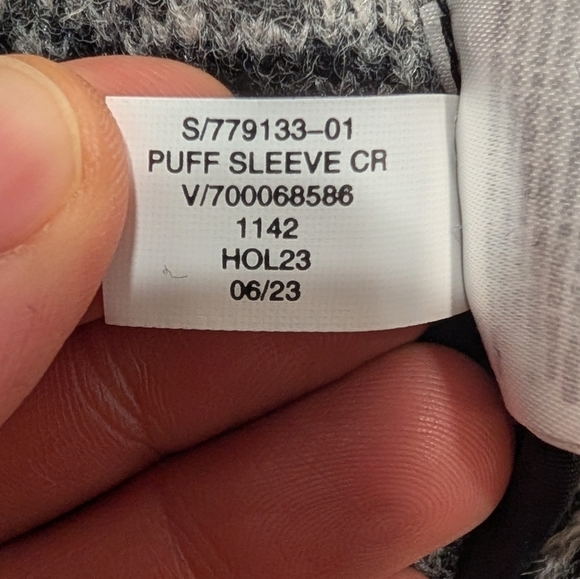 S/779133-01
PUFF SLEEVE CR
V/700068586
1142
HOL23
06/23